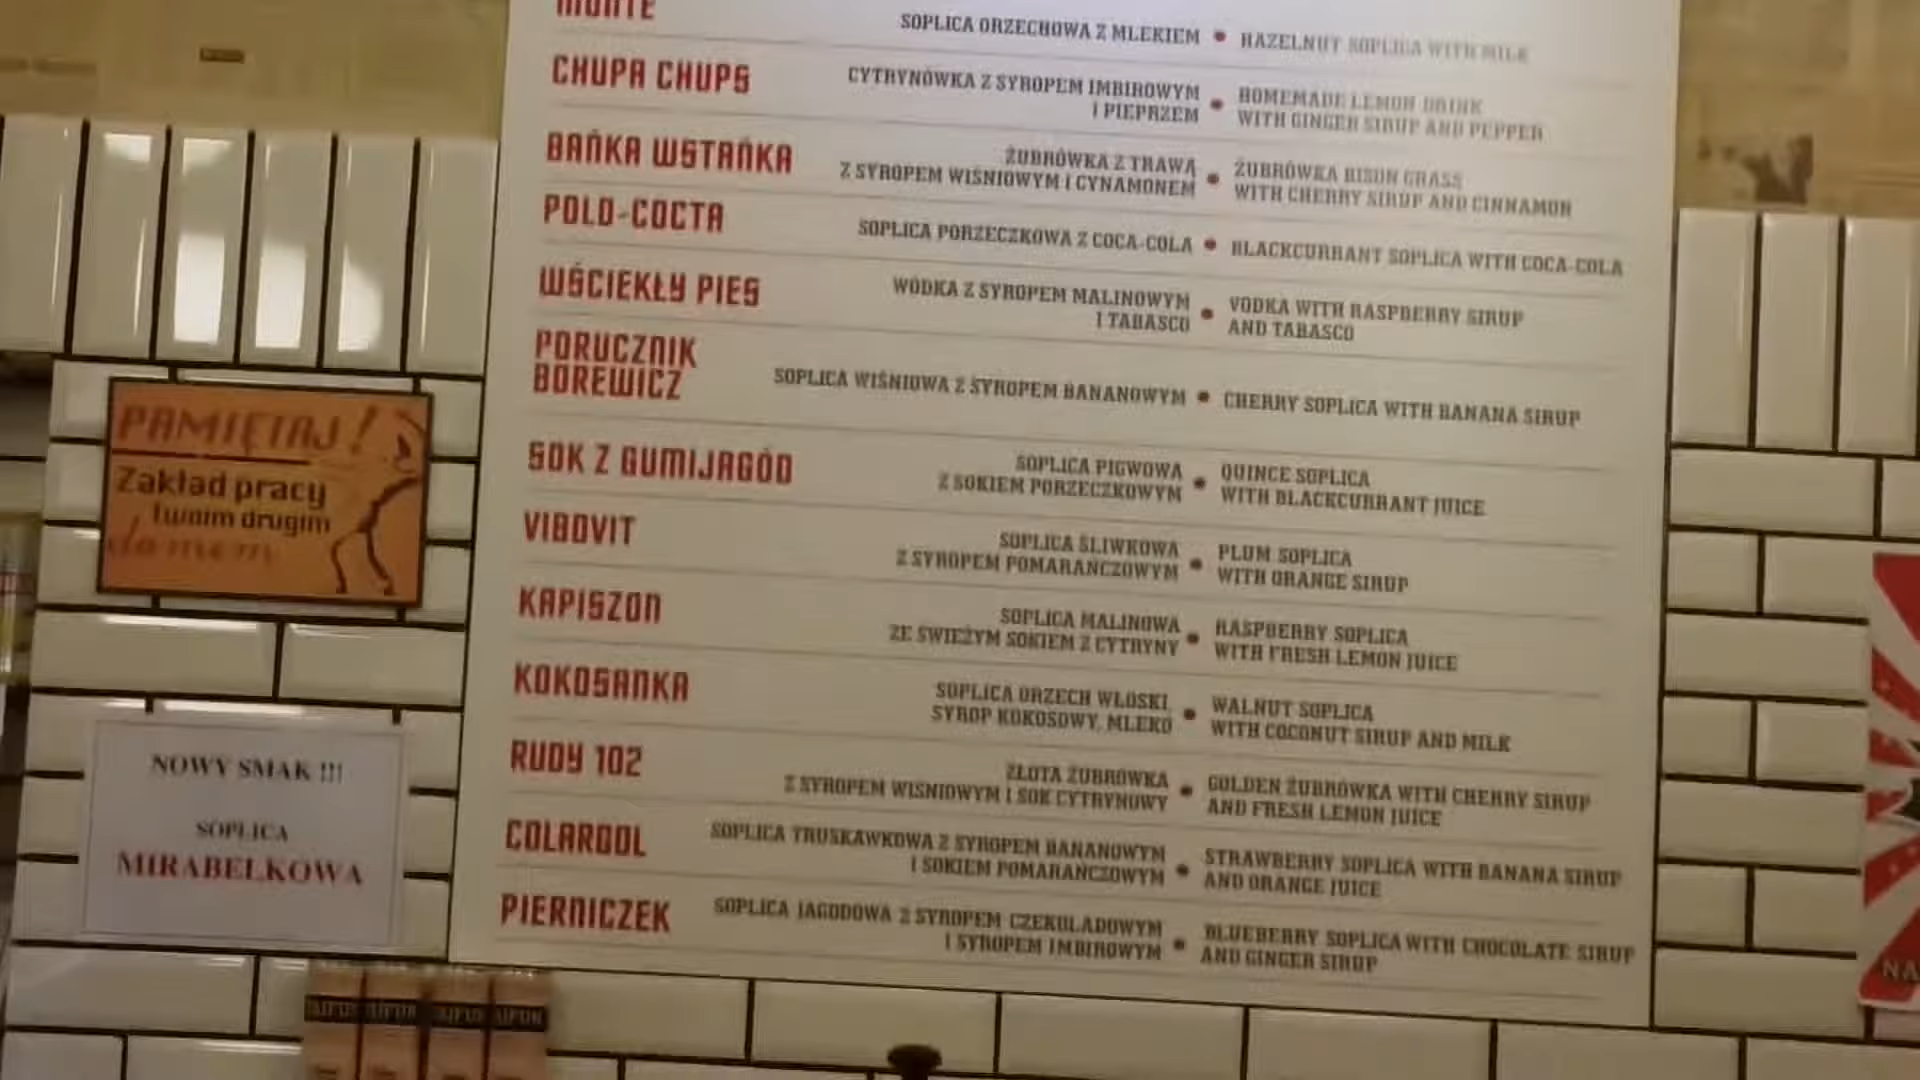 MONTE
SOPLICA ORZECHOWA Z MLEKIEM • HAZELNUT SOPLICA WITH MILK
CHUPA CHUPS
CYTRYNÓWKA Z SYROPEM IMBIROWYM
I PIEPRZEM
• HOMEMADE LEMON DRINK
WITH GINGER SIRUP AND PEPPER
BAŃKA WSTAŃKA
ŻUBRÓWKA Z TRAWĄ
Z SYROPEM WIŚNIOWYM I CYNAMONEM
• ŻUBRÓWKA BISON GRASS
WITH CHERRY SIRUP AND CINNAMON
POLO-COCTA
SOPLICA PORZECZKOWA Z COCA-COLA • BLACKCURRANT SOPLICA WITH COCA-COLA
WŚCIEKŁY PIES
WÓDKA Z SYROPEM MALINOWYM
I TABASCO
• VODKA WITH RASPBERRY SIRUP
AND TABASCO
PORUCZNIK
BOREWICZ
SOPLICA WIŚNIOWA Z SYROPEM BANANOWYM • CHERRY SOPLICA WITH BANANA SIRUP
SOK Z GUMIJAGÓD
SOPLICA PIGWOWA
Z SOKIEM PORZECZKOWYM
• QUINCE SOPLICA
WITH BLACKCURRANT JUICE
VIBOVIT
SOPLICA ŚLIWKOWA
Z SYROPEM POMARAŃCZOWYM
• PLUM SOPLICA
WITH ORANGE SIRUP
KAPISZON
SOPLICA MALINOWA
ZE ŚWIEŻYM SOKIEM Z CYTRYNY
• RASPBERRY SOPLICA
WITH FRESH LEMON JUICE
KOKOSANKA
SOPLICA ORZECH WŁOSKI,
SYROP KOKOSOWY, MLEKO
• WALNUT SOPLICA
WITH COCONUT SIRUP AND MILK
RUDY 102
ZŁOTA ŻUBRÓWKA
Z SYROPEM WIŚNIOWYM I SOK CYTRYNOWY
• GOLDEN ŻUBRÓWKA WITH CHERRY SIRUP
AND FRESH LEMON JUICE
COLARGOL
SOPLICA TRUSKAWKOWA Z SYROPEM BANANOWYM
I SOKIEM POMARAŃCZOWYM
• STRAWBERRY SOPLICA WITH BANANA SIRUP
AND ORANGE JUICE
PIERNICZEK
SOPLICA JAGODOWA Z SYROPEM CZEKOLADOWYM
I SYROPEM IMBIROWYM
• BLUEBERRY SOPLICA WITH CHOCOLATE SIRUP
AND GINGER SIRUP
PAMIĘTAJ!
Zakład pracy
twoim drugim
domem
NOWY SMAK !!!
SOPLICA
MIRABELKOWA
NA